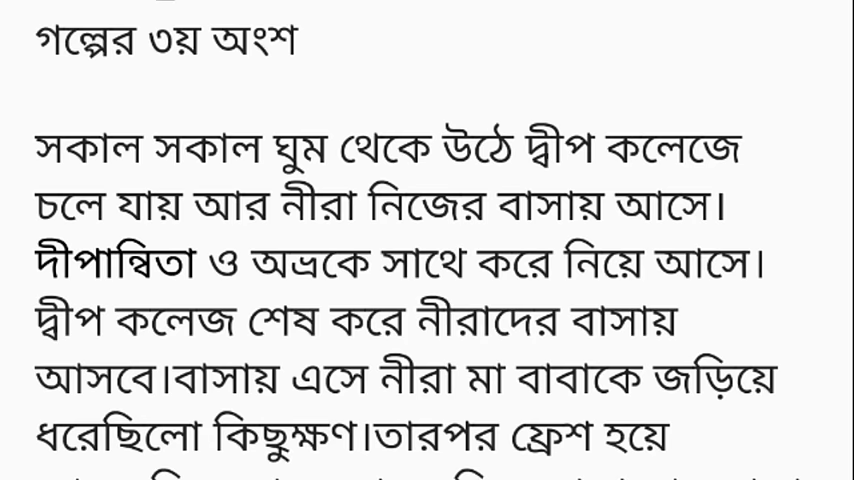 গল্পের ৩য় অংশ
সকাল সকাল ঘুম থেকে উঠে দ্বীপ কলেজে
চলে যায় আর নীরা নিজের বাসায় আসে।
দীপান্বিতা ও অভ্রকে সাথে করে নিয়ে আসে।
দ্বীপ কলেজ শেষ করে নীরাদের বাসায়
আসবে।বাসায় এসে নীরা মা বাবাকে জড়িয়ে
ধরেছিলো কিছুক্ষণ।তারপর ফ্রেশ হয়ে